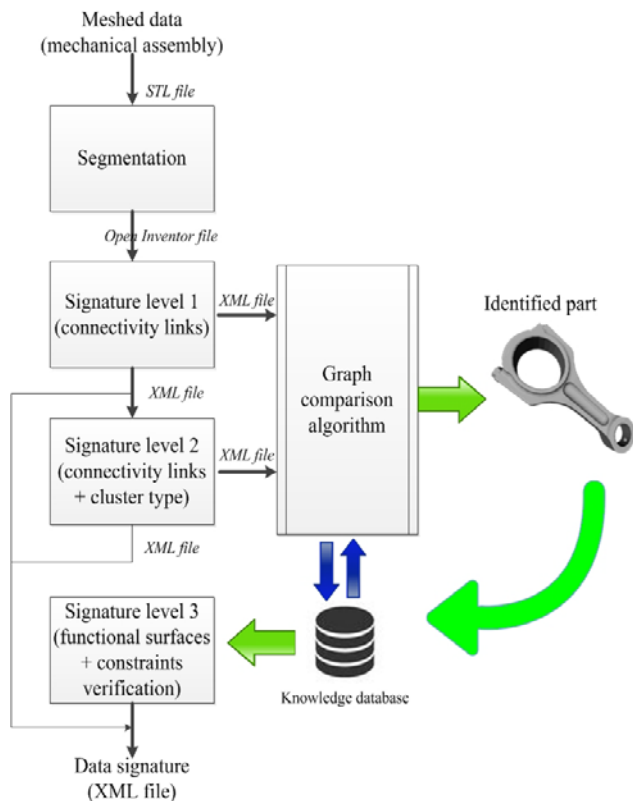 Meshed data
(mechanical assembly)
STL file
Segmentation
Open Inventor file
Signature level 1
(connectivity links)
XML file
XML file
Signature level 2
(connectivity links
+ cluster type)
XML file
XML file
Graph
comparison
algorithm
Identified part
Signature level 3
(functional surfaces
+ constraints
verification)
Knowledge database
Data signature
(XML file)